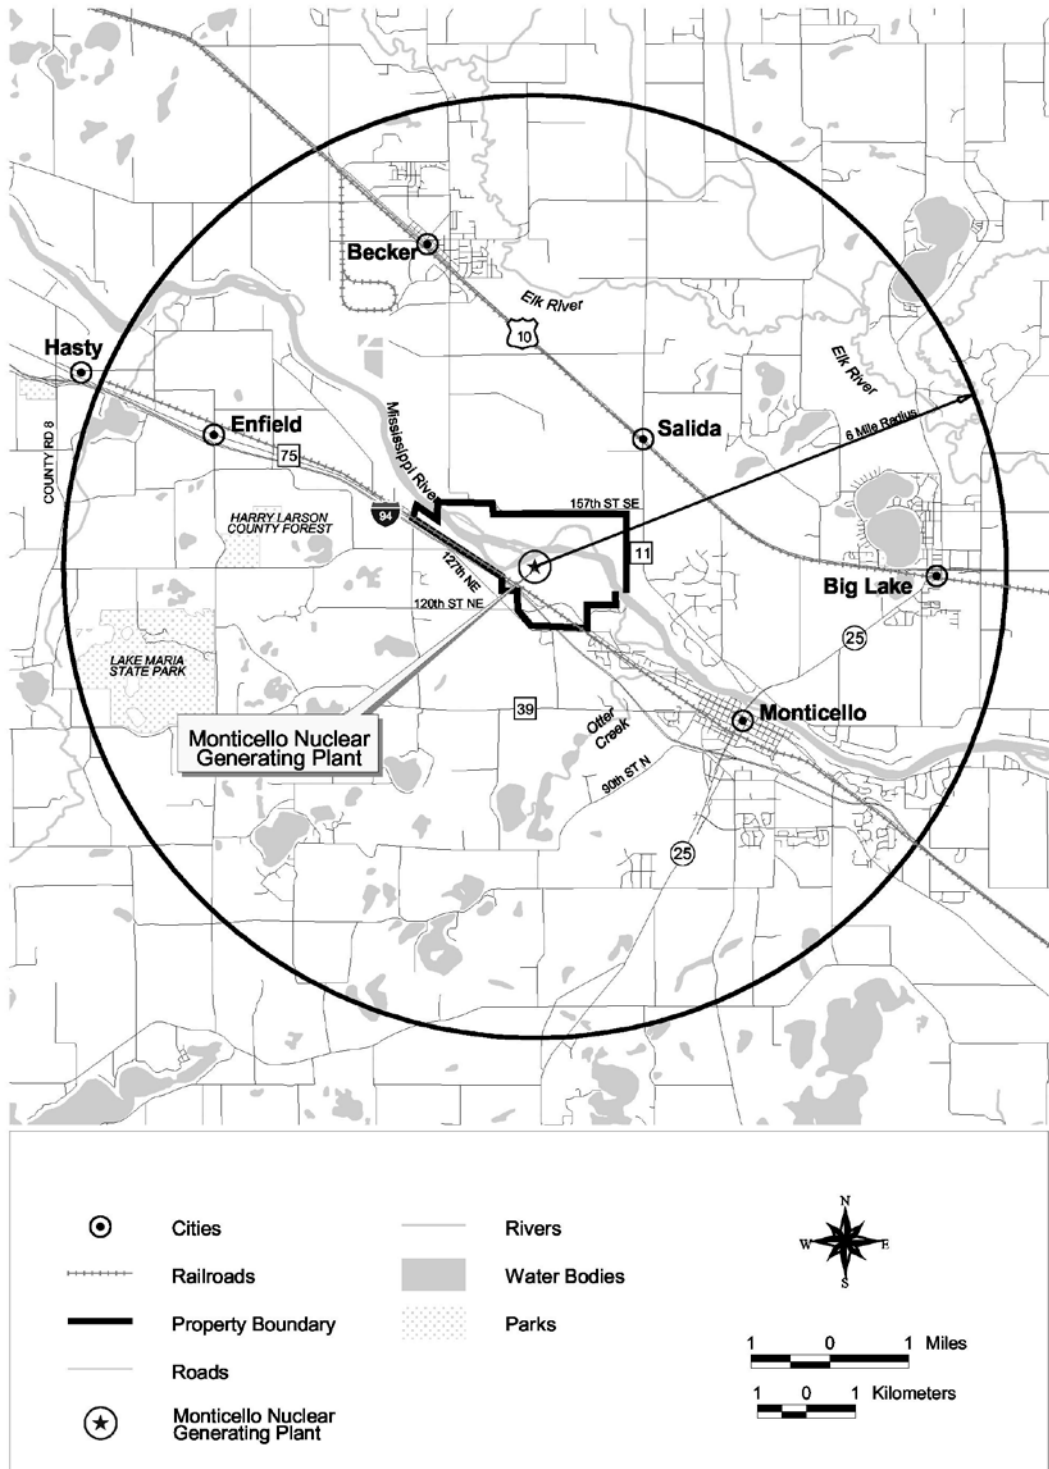 Becker
Elk River
10
Hasty
Elk River
Enfield
Salida
6 Mile Radius
COUNTY RD 8
75
Mississippi River
157th ST SE
94
HARRY LARSON
COUNTY FOREST
11
127th NE
Big Lake
120th ST NE
25
LAKE MARIA
STATE PARK
39
Monticello
Otter
Creek
Monticello Nuclear
Generating Plant
90th ST N
25
Cities
Railroads
Property Boundary
Roads
Monticello Nuclear
Generating Plant
Rivers
Water Bodies
Parks
N
W E
S
1 0 1 Miles
1 0 1 Kilometers